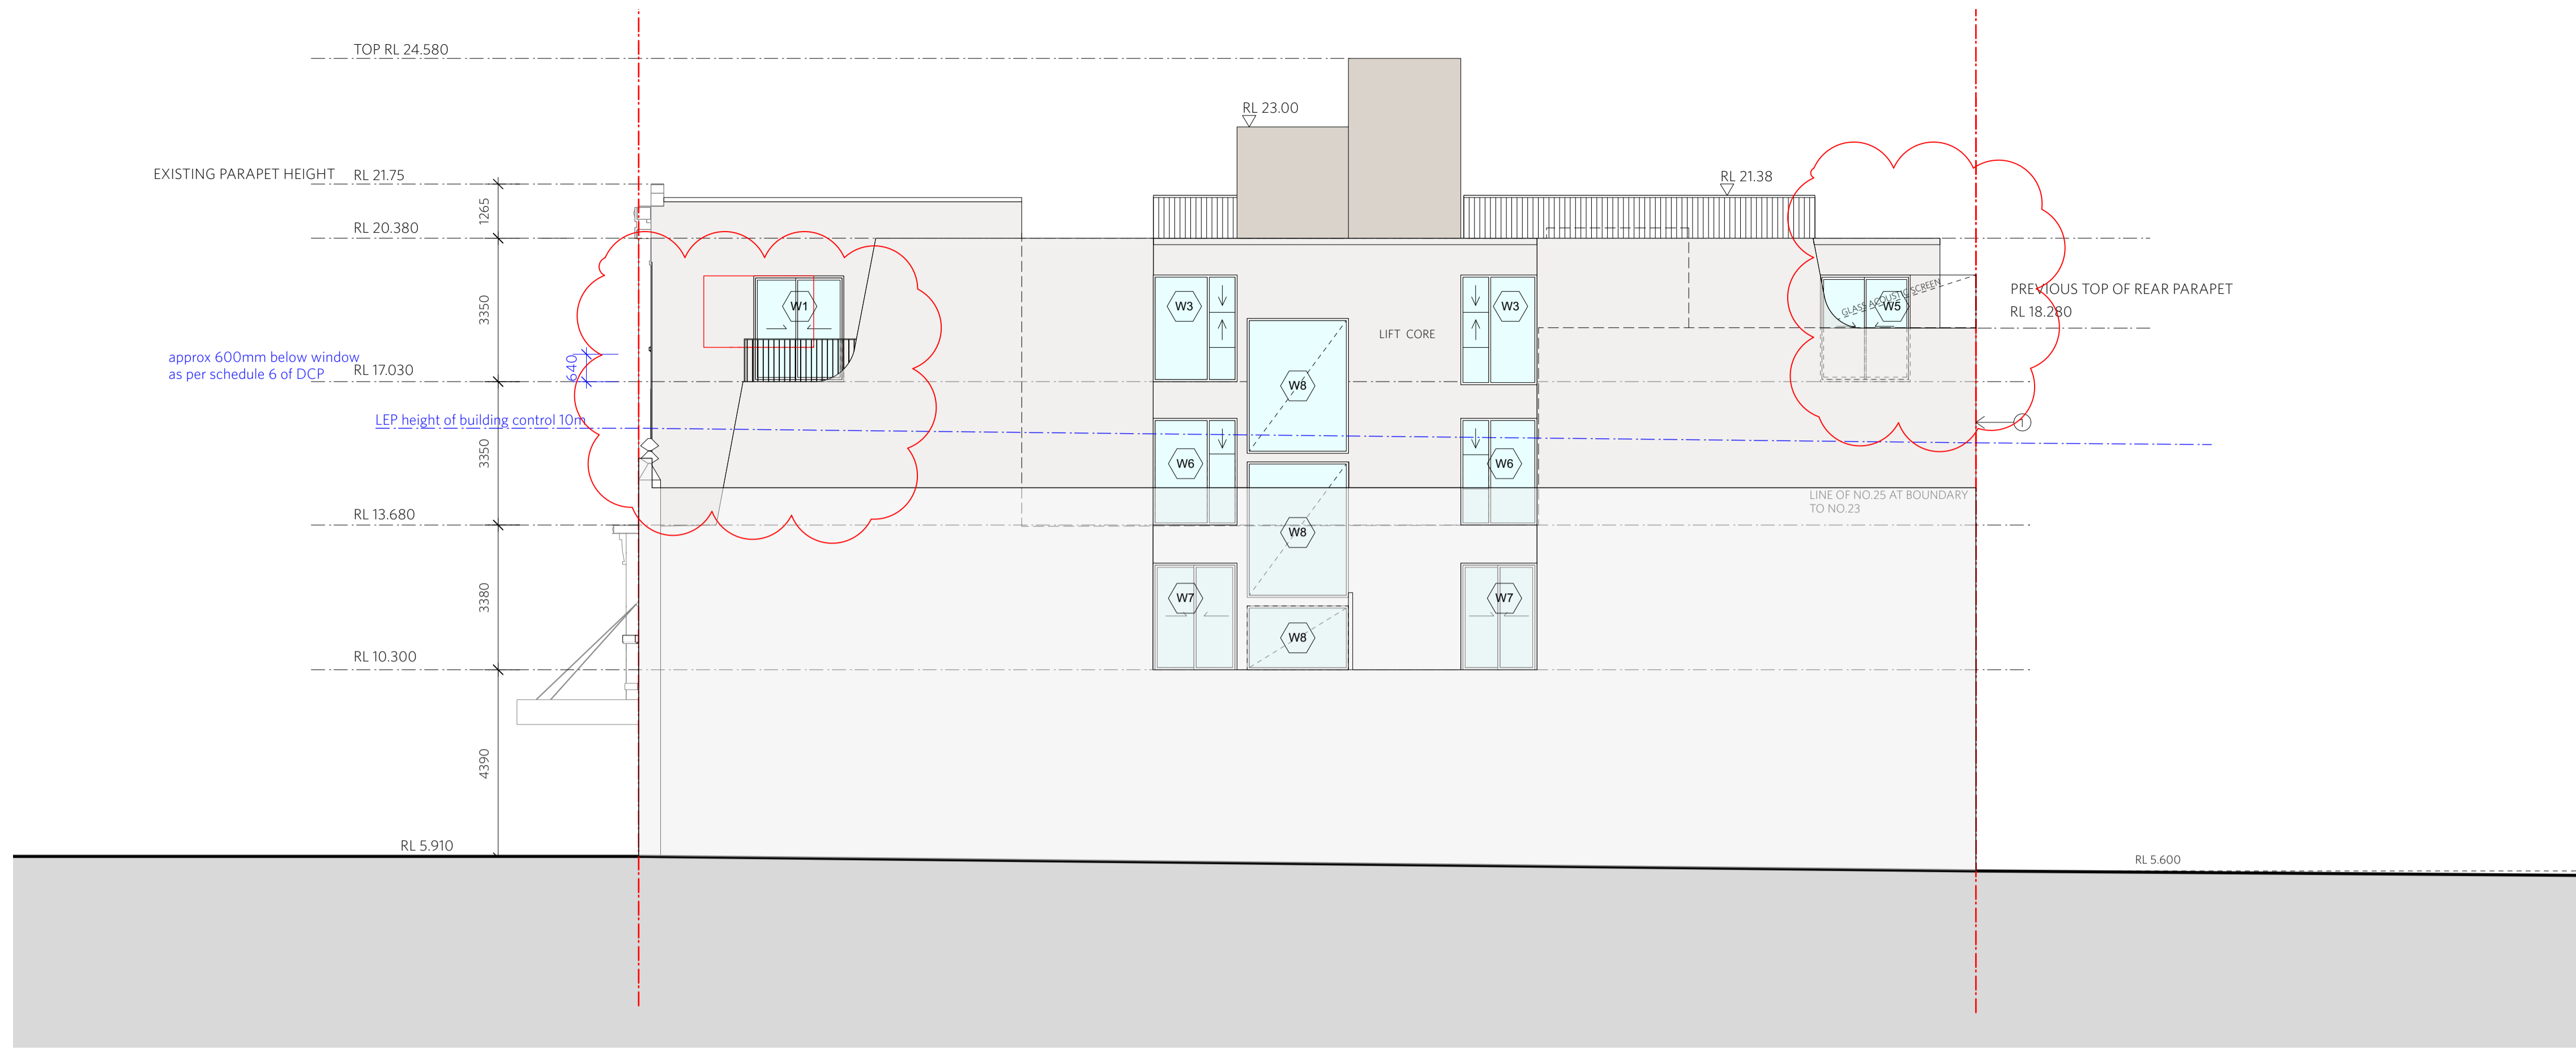 TOP RL 24.580
RL 23.00
EXISTING PARAPET HEIGHT RL 21.75
RL 21.38
1265
RL 20.380
3350
W1
W3
W3
W5
GLASS ACOUSTIC SCREEN
PREVIOUS TOP OF REAR PARAPET
RL 18.280
LIFT CORE
approx 600mm below window
as per schedule 6 of DCP
640
RL 17.030
W8
LEP height of building control 10m
1
3350
W6
W6
LINE OF NO.25 AT BOUNDARY
TO NO.23
RL 13.680
W8
3380
W7
W7
W8
RL 10.300
4390
RL 5.910
RL 5.600